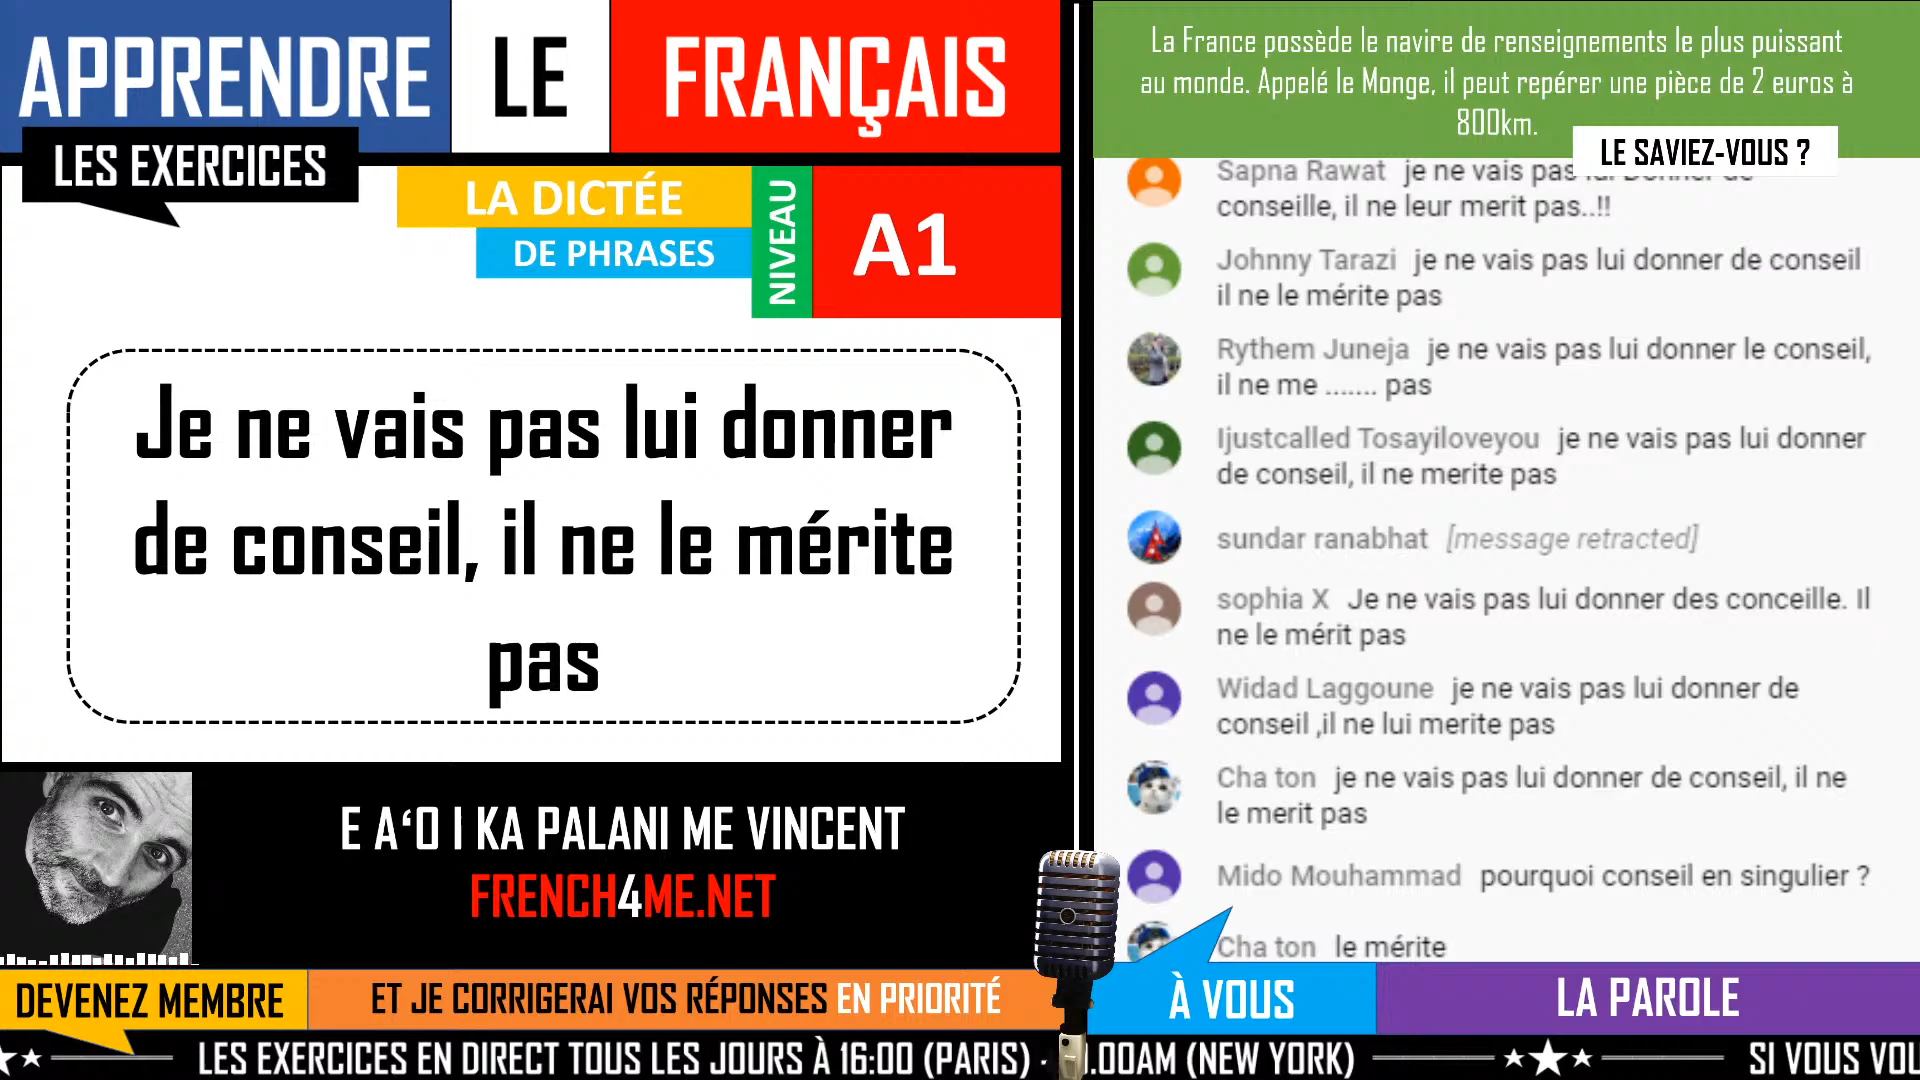 APPRENDRE LE FRANÇAIS
LES EXERCICES
LA DICTÉE
DE PHRASES
NIVEAU
A1
Je ne vais pas lui donner
de conseil, il ne le mérite
pas
E AʻO I KA PALANI ME VINCENT
FRENCH4ME.NET
DEVENEZ MEMBRE
ET JE CORRIGERAI VOS RÉPONSES EN PRIORITÉ
La France possède le navire de renseignements le plus puissant
au monde. Appelé le Monge, il peut repérer une pièce de 2 euros à
800km.
LE SAVIEZ-VOUS ?
Sapna Rawat je ne vais pas lui Donner de
conseille, il ne leur merit pas..!!
Johnny Tarazi je ne vais pas lui donner de conseil
il ne le mérite pas
Rythem Juneja je ne vais pas lui donner le conseil,
il ne me ....... pas
Ijustcalled Tosayiloveyou je ne vais pas lui donner
de conseil, il ne merite pas
sundar ranabhat [message retracted]
sophia X Je ne vais pas lui donner des conceille. Il
ne le mérit pas
Widad Laggoune je ne vais pas lui donner de
conseil ,il ne lui merite pas
Cha ton je ne vais pas lui donner de conseil, il ne
le merit pas
Mido Mouhammad pourquoi conseil en singulier ?
Cha ton le mérite
À VOUS
LA PAROLE
LES EXERCICES EN DIRECT TOUS LES JOURS À 16:00 (PARIS) - .00AM (NEW YORK) SI VOUS VOU